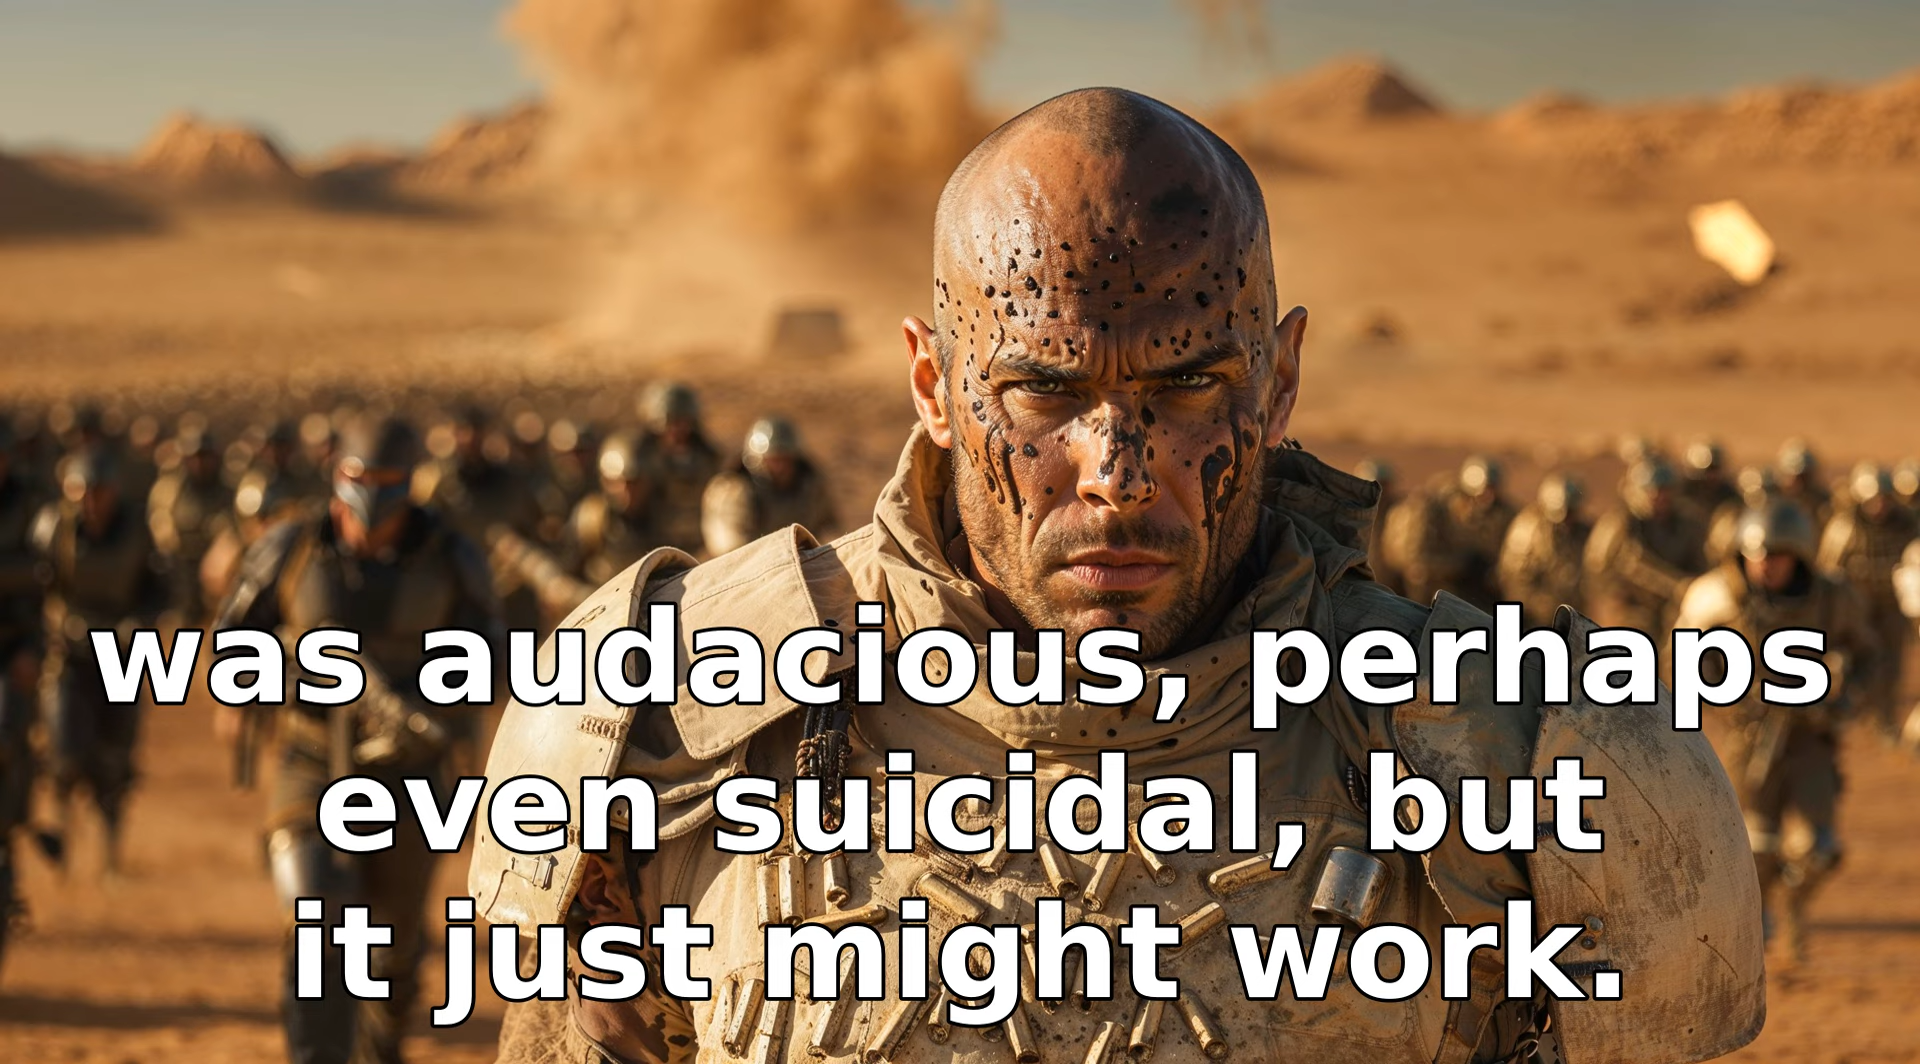 was audacious, perhaps
even suicidal, but
it just might work.